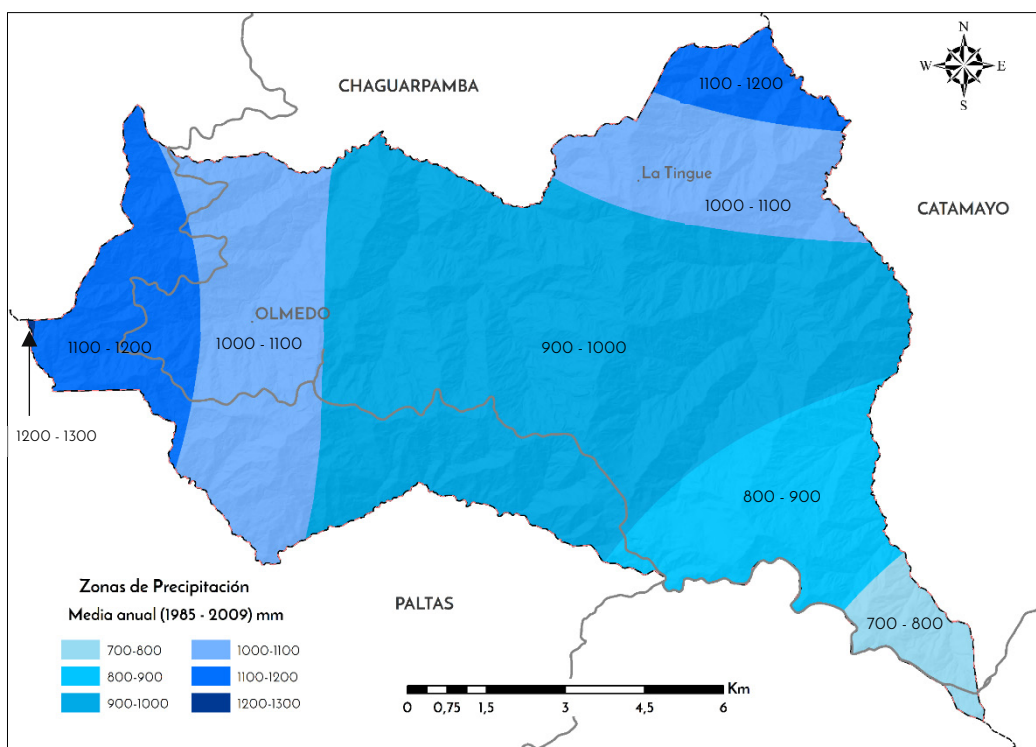 N
W E
S
1100 - 1200
CHAGUARPAMBA
La Tingue
1000 - 1100
CATAMAYO
OLMEDO
1100 - 1200
1000 - 1100
900 - 1000
1200 - 1300
800 - 900
Zonas de Precipitación
Media anual (1985 - 2009) mm
700-800
800-900
900-1000
1000-1100
1100-1200
1200-1300
PALTAS
700 - 800
Km
0 0,75 1,5 3 4,5 6